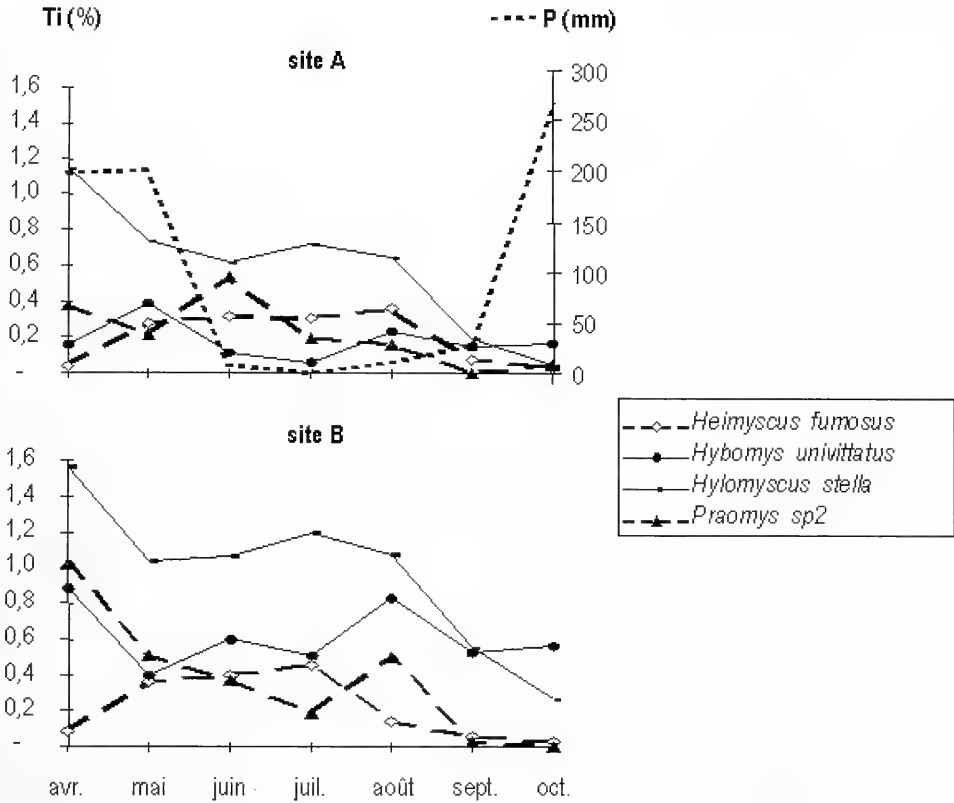 Ti (%)
P (mm)
site A
1,6
1,4
1,2
1,0
0,8
0,6
0,4
0,2
-
300
250
200
150
100
50
0
site B
1,6
1,4
1,2
1,0
0,8
0,6
0,4
0,2
-
avr. mai juin juil. août sept. oct.
Heimyscus fumosus
Hybomys univittatus
Hylomyscus stella
Praomys sp2